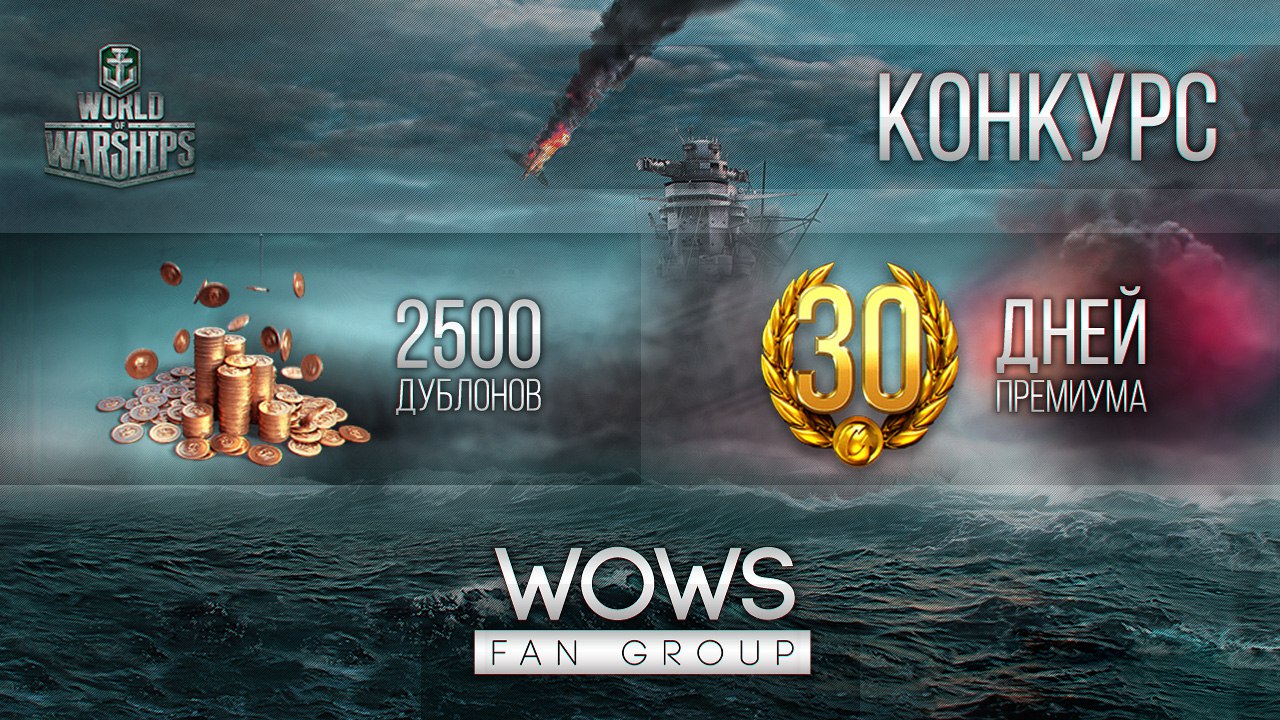 WORLD
OF
WARSHIPS
КОНКУРС
2500
ДУБЛОНОВ
30
ДНЕЙ
ПРЕМИУМА
WOWS
FAN GROUP